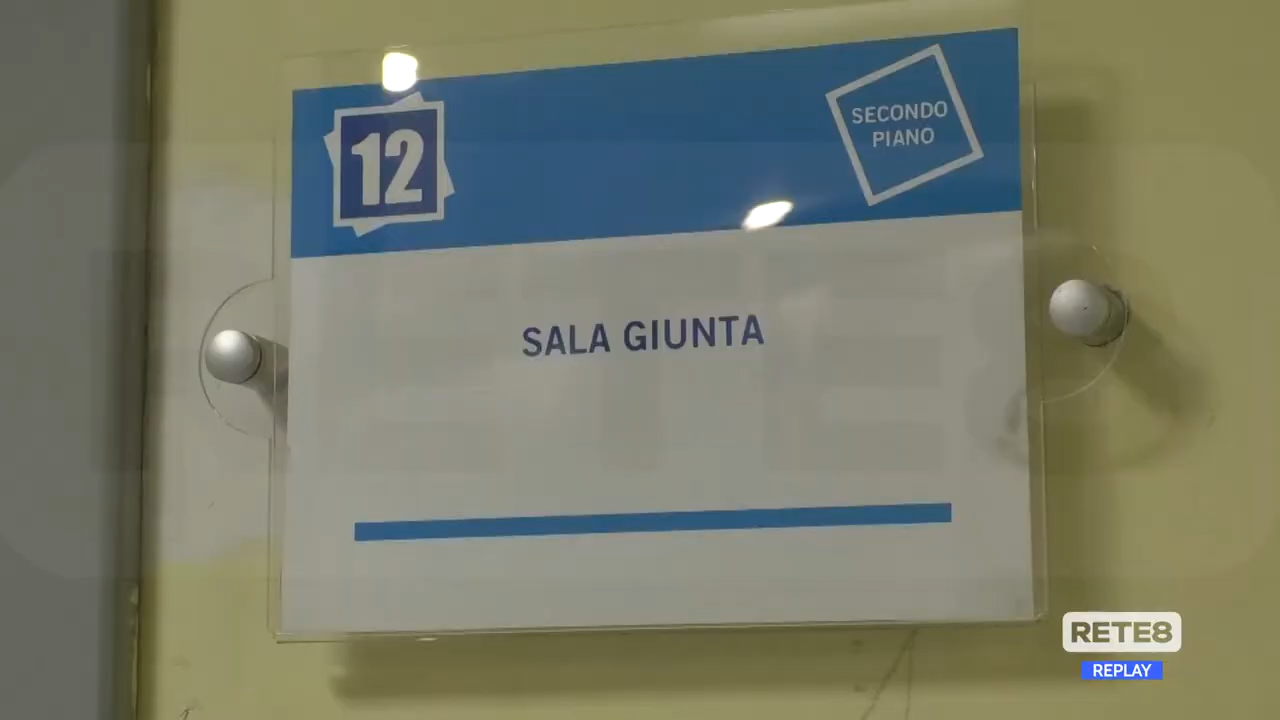 12
SECONDO
PIANO
SALA GIUNTA
RETE8
REPLAY